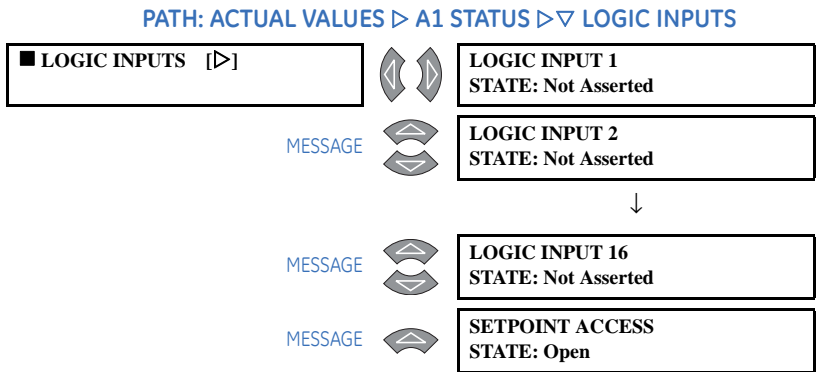 PATH: ACTUAL VALUES ▷ A1 STATUS ▷▽ LOGIC INPUTS
■ LOGIC INPUTS [▷]
LOGIC INPUT 1
STATE: Not Asserted
MESSAGE
LOGIC INPUT 2
STATE: Not Asserted
↓
MESSAGE
LOGIC INPUT 16
STATE: Not Asserted
MESSAGE
SETPOINT ACCESS
STATE: Open